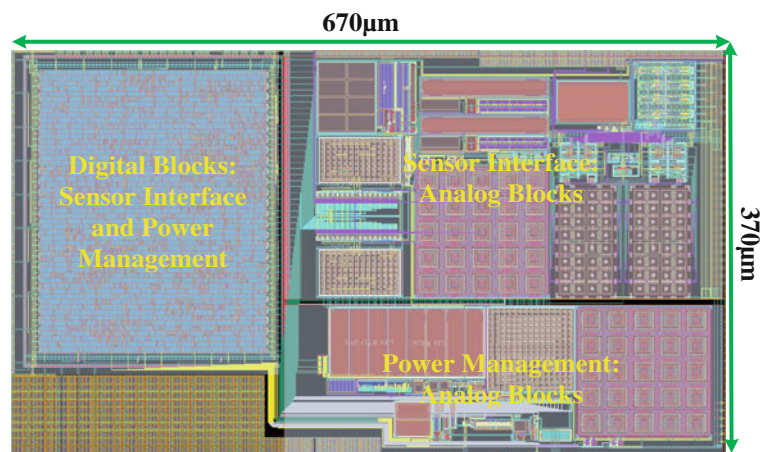 670μm
Digital Blocks:
Sensor Interface
and Power
Management
Sensor Interface:
Analog Blocks
370μm
Power Management:
Analog Blocks